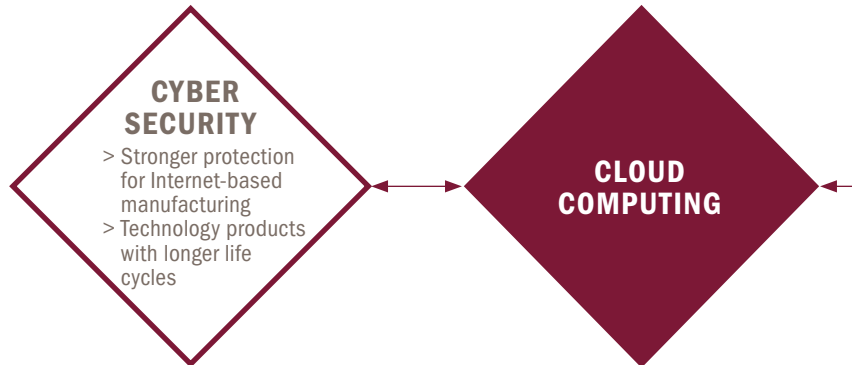 CYBER
SECURITY
> Stronger protection
for Internet-based
manufacturing
> Technology products
with longer life
cycles
CLOUD
COMPUTING